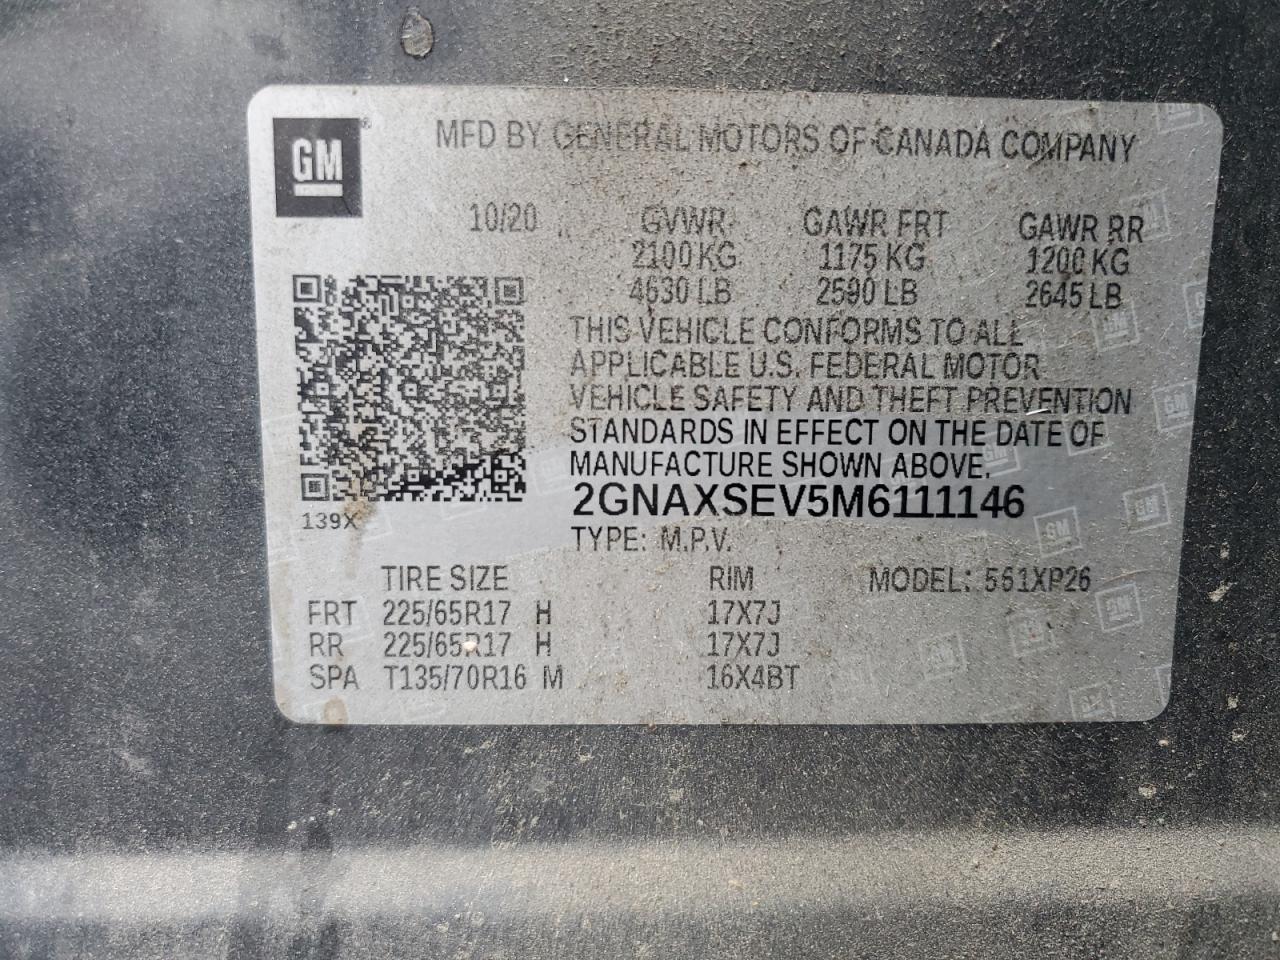 GM
MFD BY GENERAL MOTORS OF CANADA COMPANY
10/20 GVWR GAWR FRT GAWR RR
2100 KG 1175 KG 1200 KG
4630 LB 2590 LB 2645 LB
THIS VEHICLE CONFORMS TO ALL
APPLICABLE U.S. FEDERAL MOTOR
VEHICLE SAFETY AND THEFT PREVENTION
STANDARDS IN EFFECT ON THE DATE OF
MANUFACTURE SHOWN ABOVE.
2GNAXSEV5M6111146
139X
TYPE: M.P.V.
TIRE SIZE RIM MODEL: 561XP26
FRT 225/65R17 H 17X7J
RR 225/65R17 H 17X7J
SPA T135/70R16 M 16X4BT